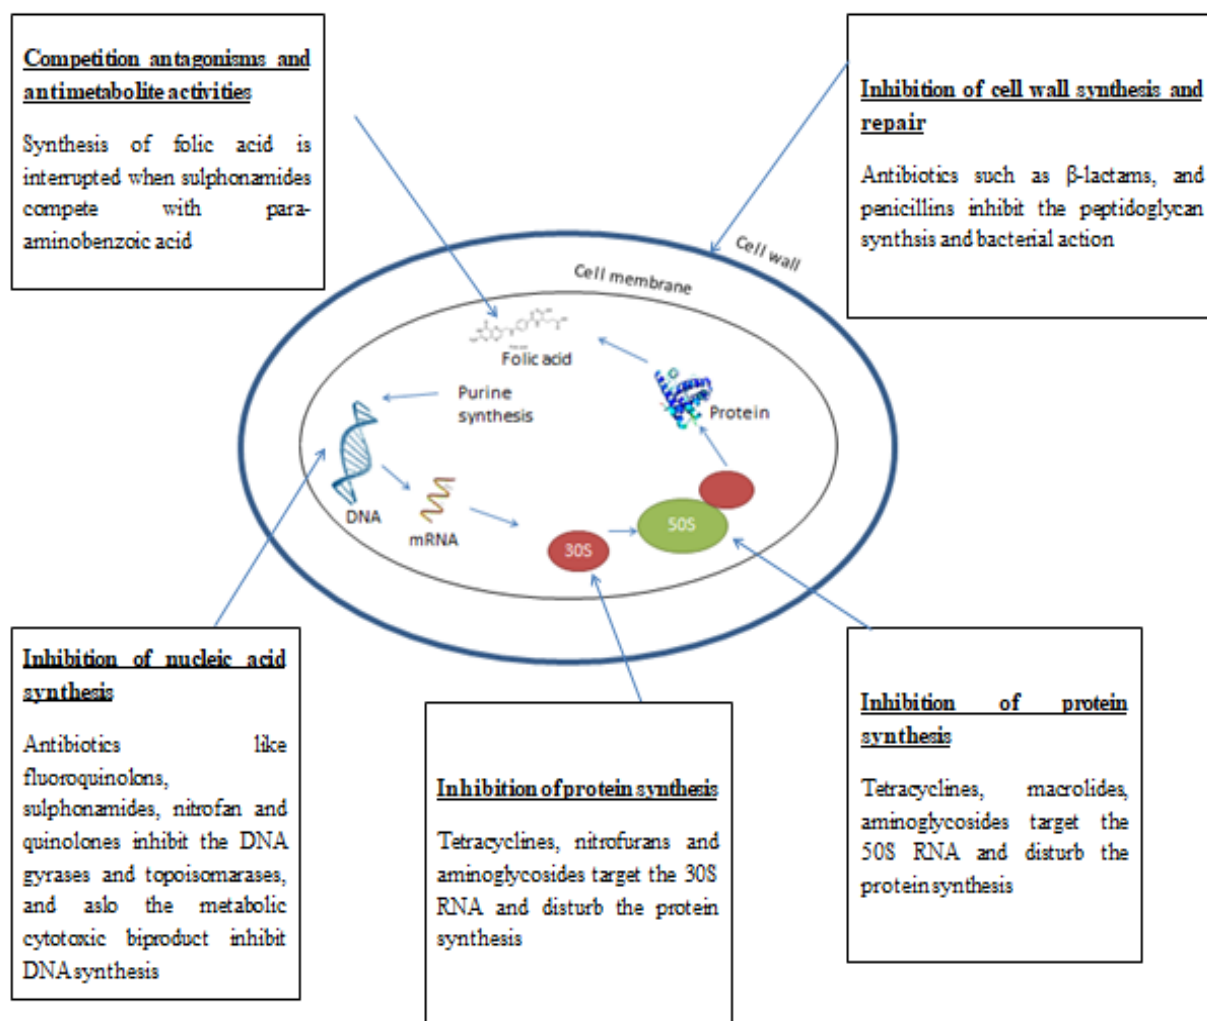 Competition antagonisms and
antimetabolite activities
Synthesis of folic acid is
interrupted when sulphonamides
compete with para-
aminobenzoic acid
Inhibition of cell wall synthesis and
repair
Antibiotics such as β-lactams, and
penicillins inhibit the peptidoglycan
synthsis and bacterial action
Cell wall
Cell membrane
Folic acid
Purine
synthesis
Protein
DNA
mRNA
30S
50S
Inhibition of nucleic acid
synthesis
Antibiotics like
fluoroquinolons,
sulphonamides, nitrofan and
quinolones inhibit the DNA
gyrases and topoisomarases,
and aslo the metabolic
cytotoxic biproduct inhibit
DNA synthesis
Inhibition of protein synthesis
Tetracyclines, nitrofurans and
aminoglycosides target the 30S
RNA and disturb the protein
synthesis
Inhibition of protein
synthesis
Tetracyclines, macrolides,
aminoglycosides target the
50S RNA and disturb the
protein synthesis